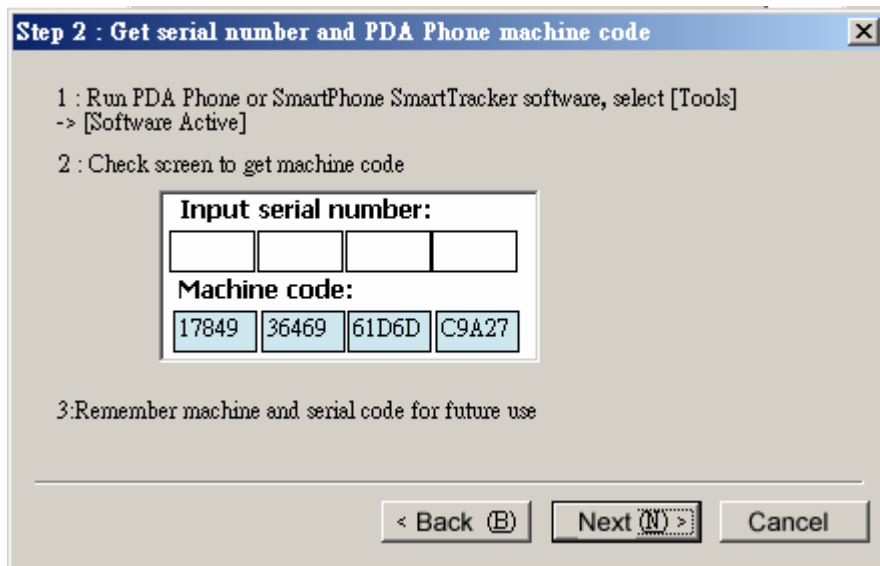 Step 2 : Get serial number and PDA Phone machine code
1 : Run PDA Phone or SmartPhone SmartTracker software, select [Tools]
-> [Software Active]
2 : Check screen to get machine code
Input serial number:
Machine code:
17849 36469 61D6D C9A27
3:Remember machine and serial code for future use
< Back (B) Next (N) > Cancel